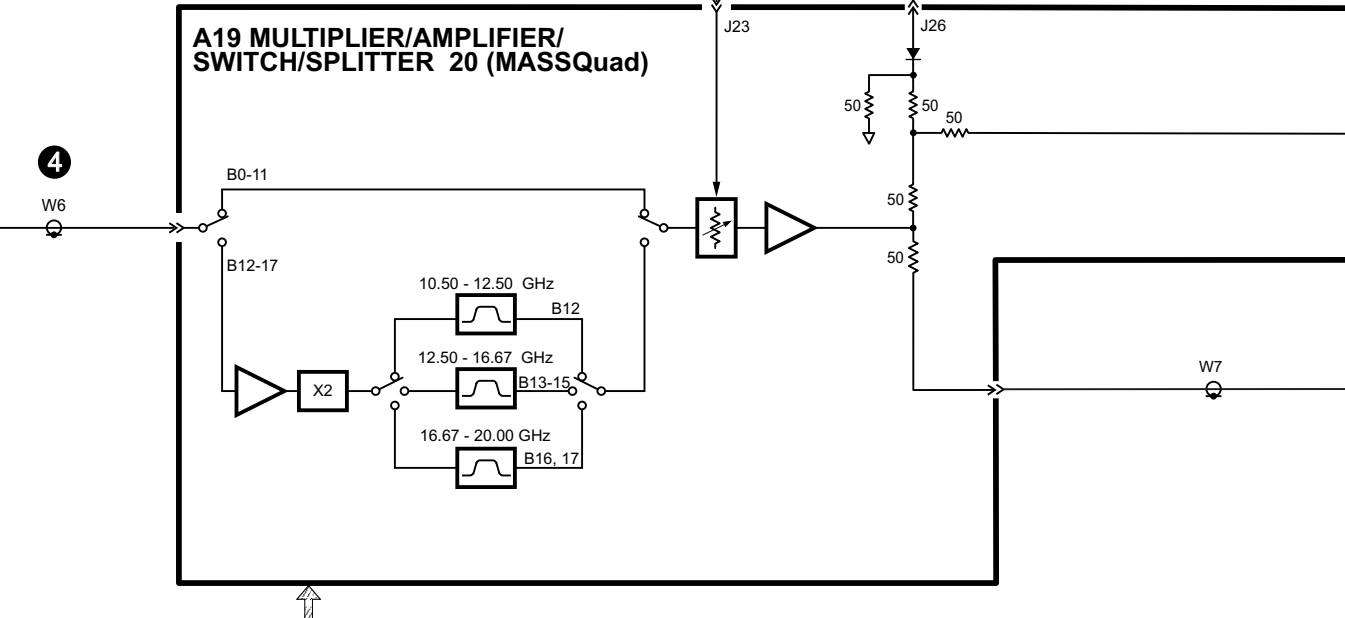 J23
J26
A19 MULTIPLIER/AMPLIFIER/
SWITCH/SPLITTER 20 (MASSQuad)
50
50
50
4
B0-11
W6
50
50
B12-17
10.50 - 12.50 GHz
B12
12.50 - 16.67 GHz
X2
B13-15
W7
16.67 - 20.00 GHz
B16, 17